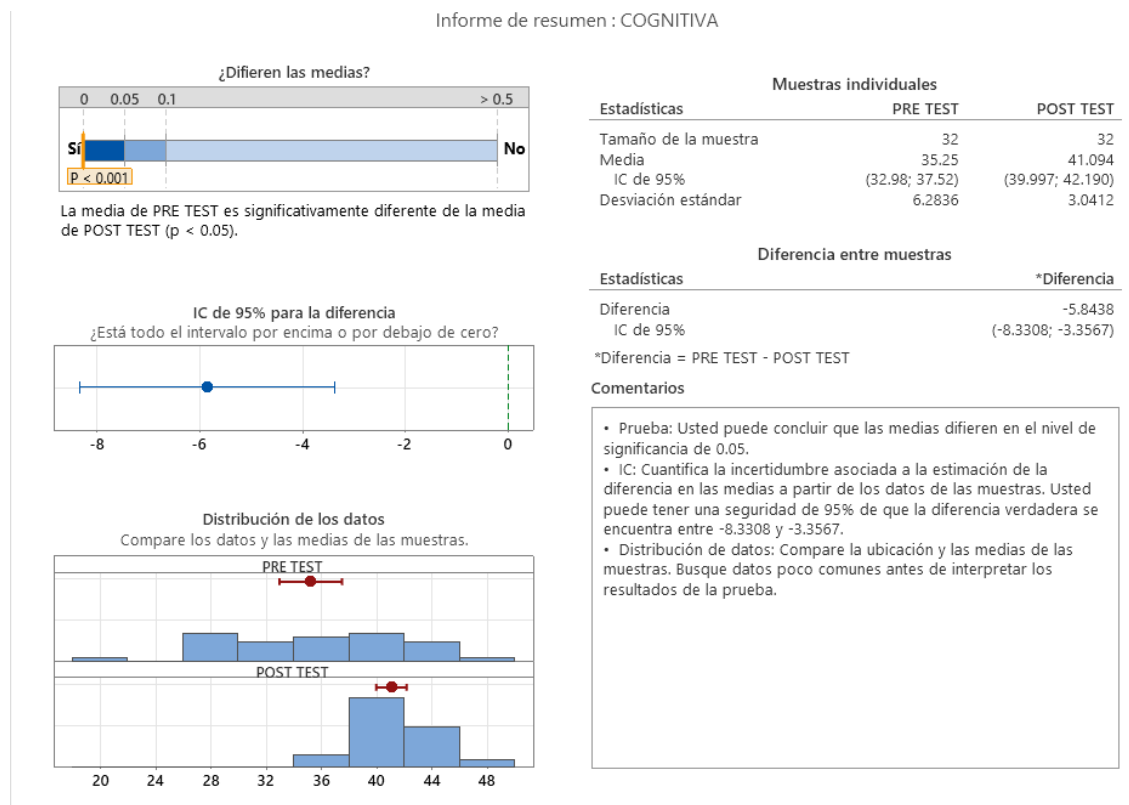 Informe de resumen : COGNITIVA
¿Difieren las medias?
0 0.05 0.1 > 0.5
Sí No
P < 0.001
La media de PRE TEST es significativamente diferente de la media
de POST TEST (p < 0.05).
IC de 95% para la diferencia
¿Está todo el intervalo por encima o por debajo de cero?
-8 -6 -4 -2 0
Distribución de los datos
Compare los datos y las medias de las muestras.
PRE TEST
POST TEST
20 24 28 32 36 40 44 48
Muestras individuales
Estadísticas PRE TEST POST TEST
Tamaño de la muestra 32 32
Media 35.25 41.094
IC de 95% (32.98; 37.52) (39.997; 42.190)
Desviación estándar 6.2836 3.0412
Diferencia entre muestras
Estadísticas *Diferencia
Diferencia -5.8438
IC de 95% (-8.3308; -3.3567)
*Diferencia = PRE TEST - POST TEST
Comentarios
• Prueba: Usted puede concluir que las medias difieren en el nivel de
significancia de 0.05.
• IC: Cuantifica la incertidumbre asociada a la estimación de la
diferencia en las medias a partir de los datos de las muestras. Usted
puede tener una seguridad de 95% de que la diferencia verdadera se
encuentra entre -8.3308 y -3.3567.
• Distribución de datos: Compare la ubicación y las medias de las
muestras. Busque datos poco comunes antes de interpretar los
resultados de la prueba.